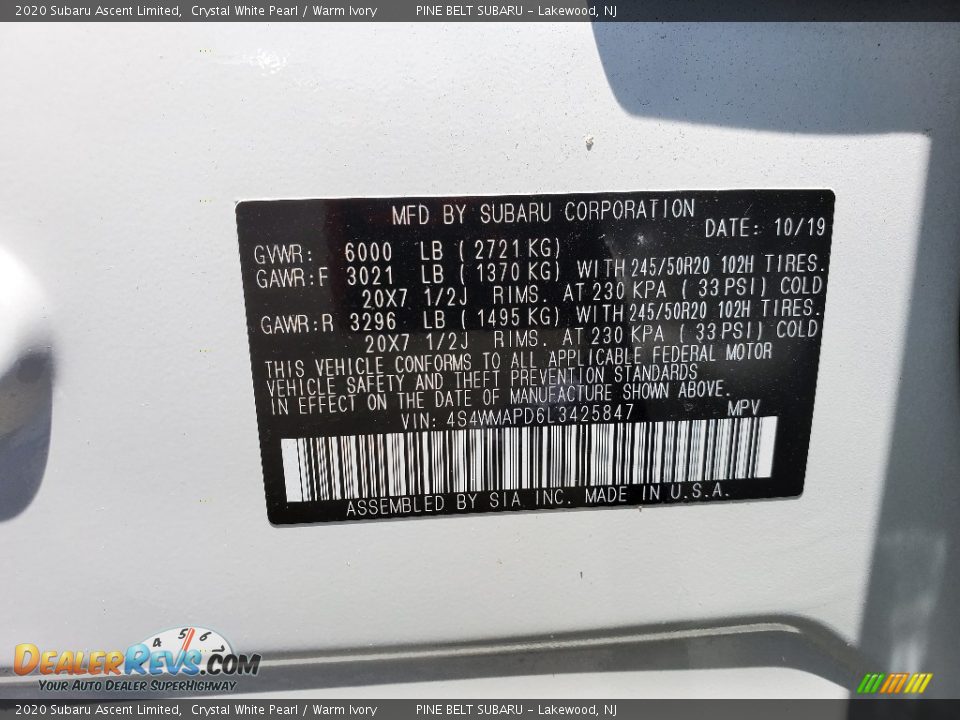 2020 Subaru Ascent Limited, Crystal White Pearl / Warm Ivory PINE BELT SUBARU - Lakewood, NJ
MFD BY SUBARU CORPORATION
DATE: 10/19
GVWR: 6000 LB ( 2721 KG)
GAWR:F 3021 LB ( 1370 KG) WITH 245/50R20 102H TIRES.
20X7 1/2J RIMS. AT 230 KPA ( 33 PSI) COLD
GAWR:R 3296 LB ( 1495 KG) WITH 245/50R20 102H TIRES.
20X7 1/2J RIMS. AT 230 KPA ( 33 PSI) COLD
THIS VEHICLE CONFORMS TO ALL APPLICABLE FEDERAL MOTOR
VEHICLE SAFETY AND THEFT PREVENTION STANDARDS
IN EFFECT ON THE DATE OF MANUFACTURE SHOWN ABOVE.
VIN: 4S4WMAPD6L3425847 MPV
ASSEMBLED BY SIA INC. MADE IN U.S.A.
4 5 6
DealerRevs.com
Your Auto Dealer SuperHighway
2020 Subaru Ascent Limited, Crystal White Pearl / Warm Ivory PINE BELT SUBARU - Lakewood, NJ